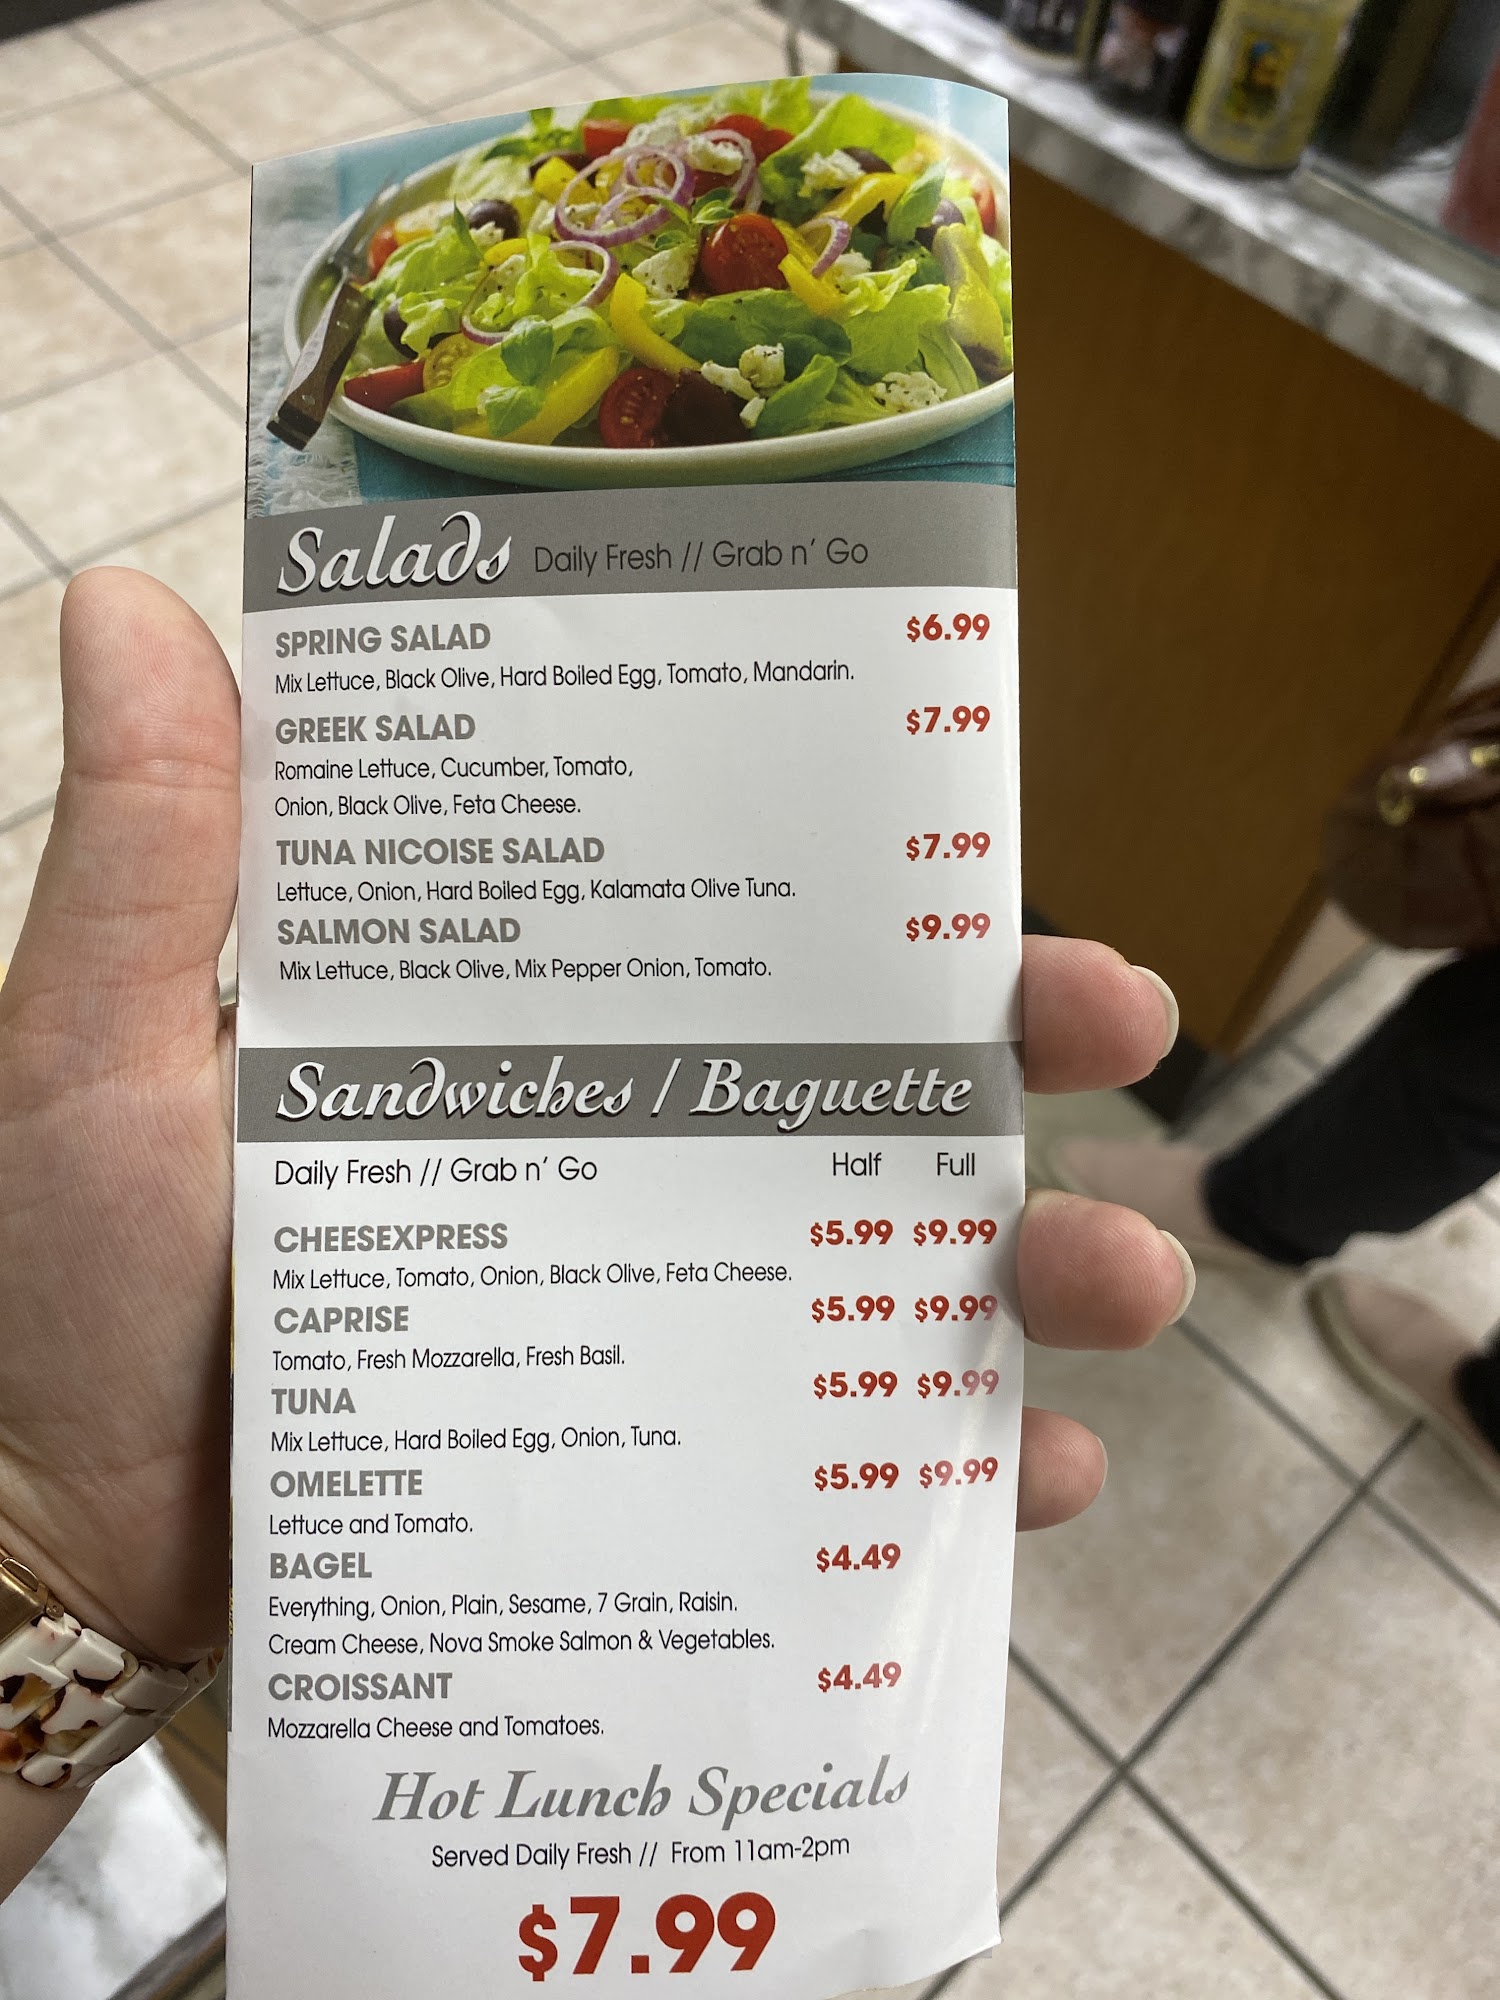 Salads Daily Fresh // Grab n' Go
SPRING SALAD $6.99
Mix Lettuce, Black Olive, Hard Boiled Egg, Tomato, Mandarin.
GREEK SALAD $7.99
Romaine Lettuce, Cucumber, Tomato,
Onion, Black Olive, Feta Cheese.
TUNA NICOISE SALAD $7.99
Lettuce, Onion, Hard Boiled Egg, Kalamata Olive Tuna.
SALMON SALAD $9.99
Mix Lettuce, Black Olive, Mix Pepper Onion, Tomato.
Sandwiches / Baguette
Daily Fresh // Grab n' Go Half Full
CHEESEXPRESS $5.99 $9.99
Mix Lettuce, Tomato, Onion, Black Olive, Feta Cheese.
CAPRISE $5.99 $9.99
Tomato, Fresh Mozzarella, Fresh Basil.
TUNA $5.99 $9.99
Mix Lettuce, Hard Boiled Egg, Onion, Tuna.
OMELETTE $5.99 $9.99
Lettuce and Tomato.
BAGEL $4.49
Everything, Onion, Plain, Sesame, 7 Grain, Raisin.
Cream Cheese, Nova Smoke Salmon & Vegetables.
CROISSANT $4.49
Mozzarella Cheese and Tomatoes.
Hot Lunch Specials
Served Daily Fresh // From 11am-2pm
$7.99